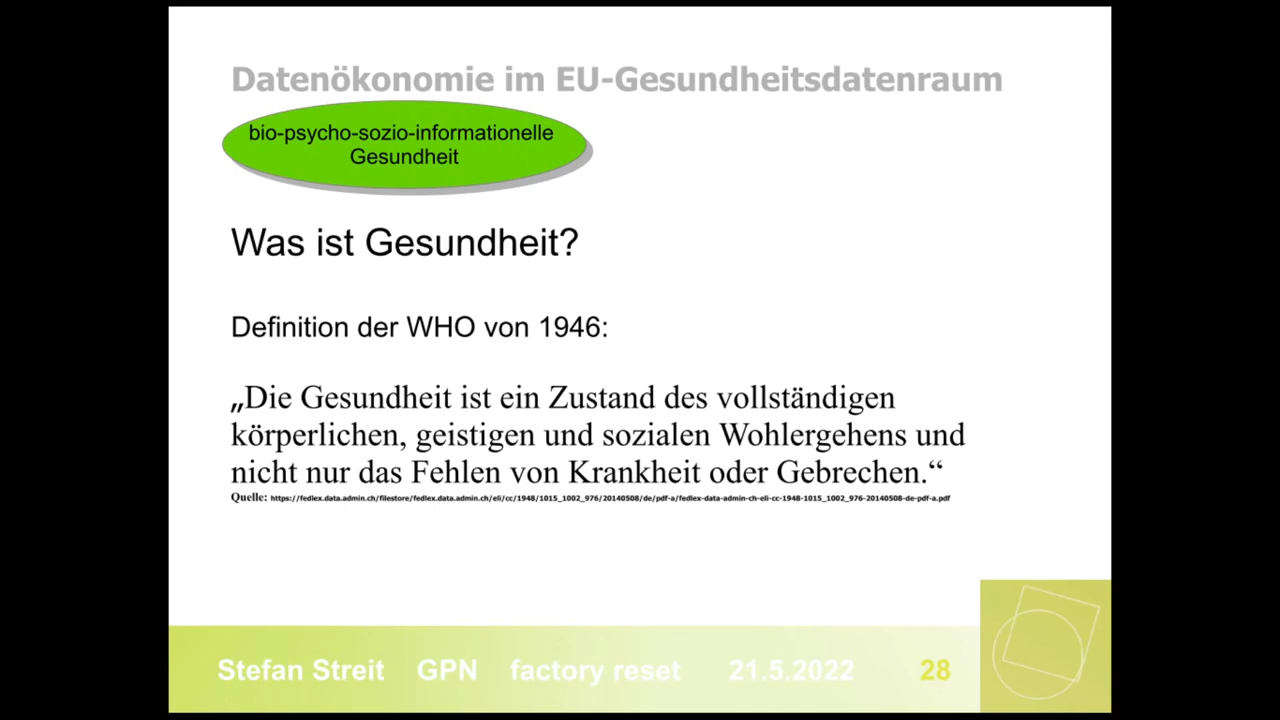 Datenökonomie im EU-Gesundheitsdatenraum
bio-psycho-sozio-informationelle
Gesundheit
Was ist Gesundheit?
Definition der WHO von 1946:
„Die Gesundheit ist ein Zustand des vollständigen
körperlichen, geistigen und sozialen Wohlergehens und
nicht nur das Fehlen von Krankheit oder Gebrechen.“
Quelle: https://fedlex.data.admin.ch/filestore/fedlex.data.admin.ch/eli/cc/1948/1015_1002_976/20140508/de/pdf-a/fedlex-data-admin-ch-eli-cc-1948-1015_1002_976-20140508-de-pdf-a.pdf
Stefan Streit GPN factory reset 21.5.2022 28